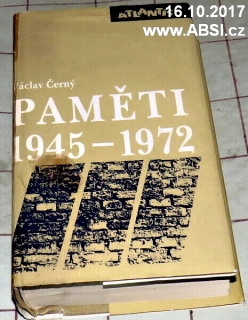 16.10.2017
www.ABSI.cz
ATLANTIS
Václav Černý
PAMĚTI
1945–1972